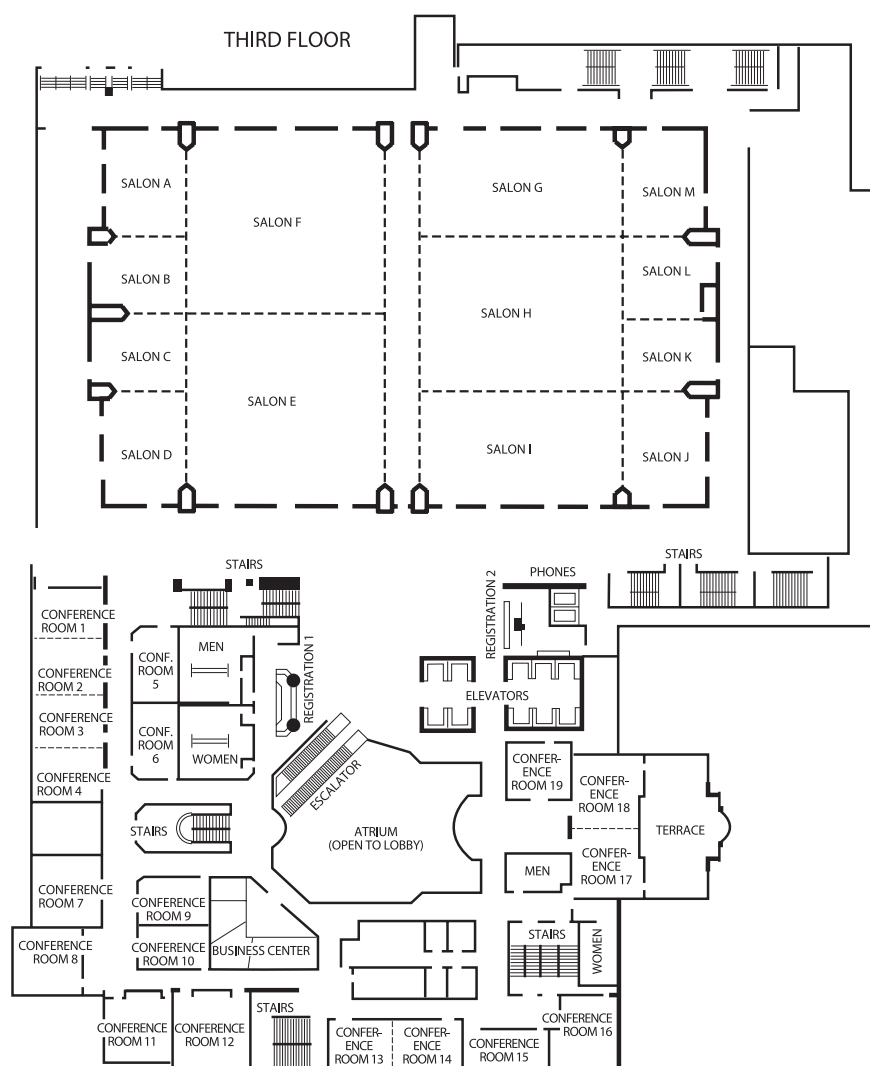 THIRD FLOOR
SALON A
SALON F
SALON G
SALON M
SALON B
SALON L
SALON H
SALON C
SALON K
SALON E
SALON D
SALON I
SALON J
STAIRS
PHONES
STAIRS
REGISTRATION 2
CONFERENCE
ROOM 1
MEN
CONF.
ROOM
5
REGISTRATION 1
CONFERENCE
ROOM 2
ELEVATORS
CONFERENCE
ROOM 3
CONF.
ROOM
6
WOMEN
CONFERENCE
ROOM 4
ESCALATOR
CONFER-
ENCE
ROOM 19
CONFER-
ENCE
ROOM 18
STAIRS
ATRIUM
(OPEN TO LOBBY)
TERRACE
CONFER-
ENCE
ROOM 17
MEN
CONFERENCE
ROOM 7
CONFERENCE
ROOM 9
CONFERENCE
ROOM 8
CONFERENCE
ROOM 10
BUSINESS CENTER
STAIRS
WOMEN
STAIRS
CONFERENCE
ROOM 11
CONFERENCE
ROOM 12
CONFER-
ENCE
ROOM 13
CONFER-
ENCE
ROOM 14
CONFERENCE
ROOM 15
CONFERENCE
ROOM 16